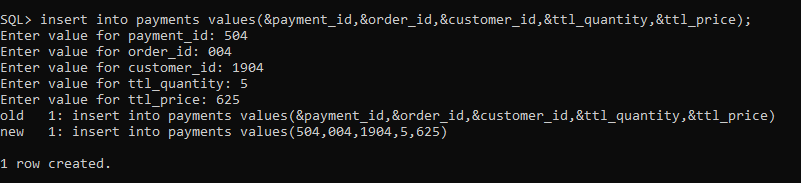 SQL> insert into payments values(&payment_id,&order_id,&customer_id,&ttl_quantity,&ttl_price);
Enter value for payment_id: 504
Enter value for order_id: 004
Enter value for customer_id: 1904
Enter value for ttl_quantity: 5
Enter value for ttl_price: 625
old   1: insert into payments values(&payment_id,&order_id,&customer_id,&ttl_quantity,&ttl_price)
new   1: insert into payments values(504,004,1904,5,625)
1 row created.